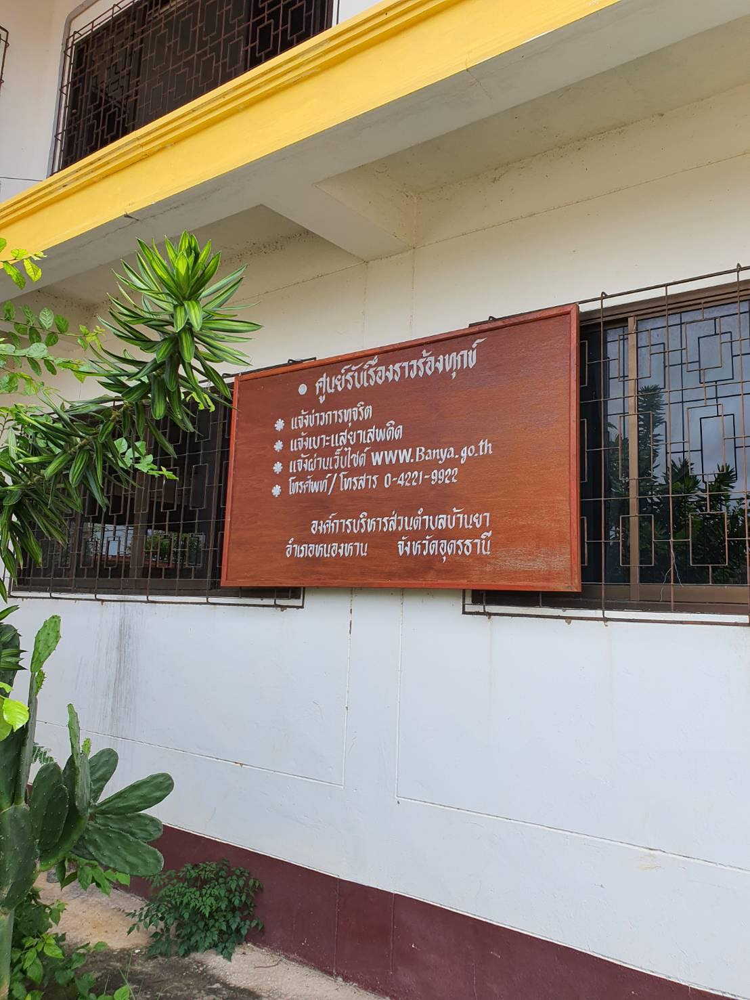 ศูนย์รับเรื่องราวร้องทุกข์
แจ้งข่าวการทุจริต
แจ้งเบาะแสยาเสพติด
แจ้งผ่านเว็บไซต์ WWW.Banya.go.th
โทรศัพท์/โทรสาร 0-4221-9922
องค์การบริหารส่วนตำบลบ้านยา
อำเภอหนองหาน จังหวัดอุดรธานี